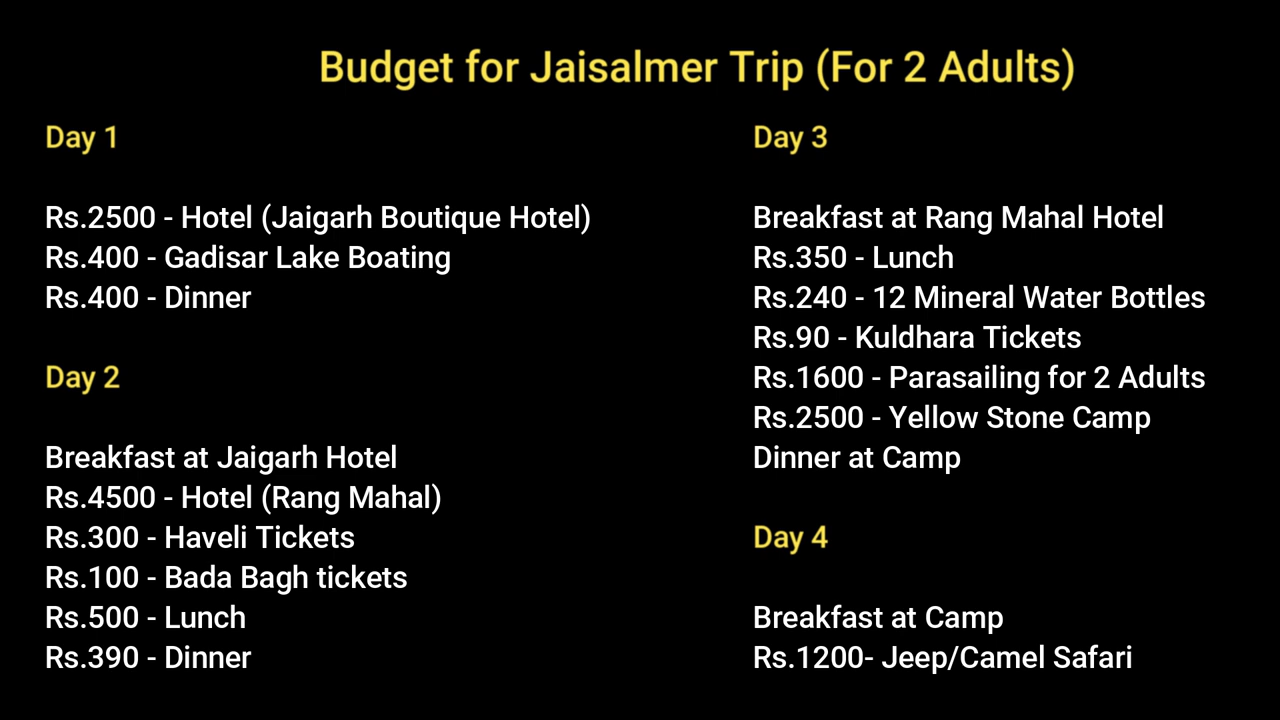 Budget for Jaisalmer Trip (For 2 Adults)
Day 1
Rs.2500 - Hotel (Jaigarh Boutique Hotel)
Rs.400 - Gadisar Lake Boating
Rs.400 - Dinner
Day 2
Breakfast at Jaigarh Hotel
Rs.4500 - Hotel (Rang Mahal)
Rs.300 - Haveli Tickets
Rs.100 - Bada Bagh tickets
Rs.500 - Lunch
Rs.390 - Dinner
Day 3
Breakfast at Rang Mahal Hotel
Rs.350 - Lunch
Rs.240 - 12 Mineral Water Bottles
Rs.90 - Kuldhara Tickets
Rs.1600 - Parasailing for 2 Adults
Rs.2500 - Yellow Stone Camp
Dinner at Camp
Day 4
Breakfast at Camp
Rs.1200- Jeep/Camel Safari